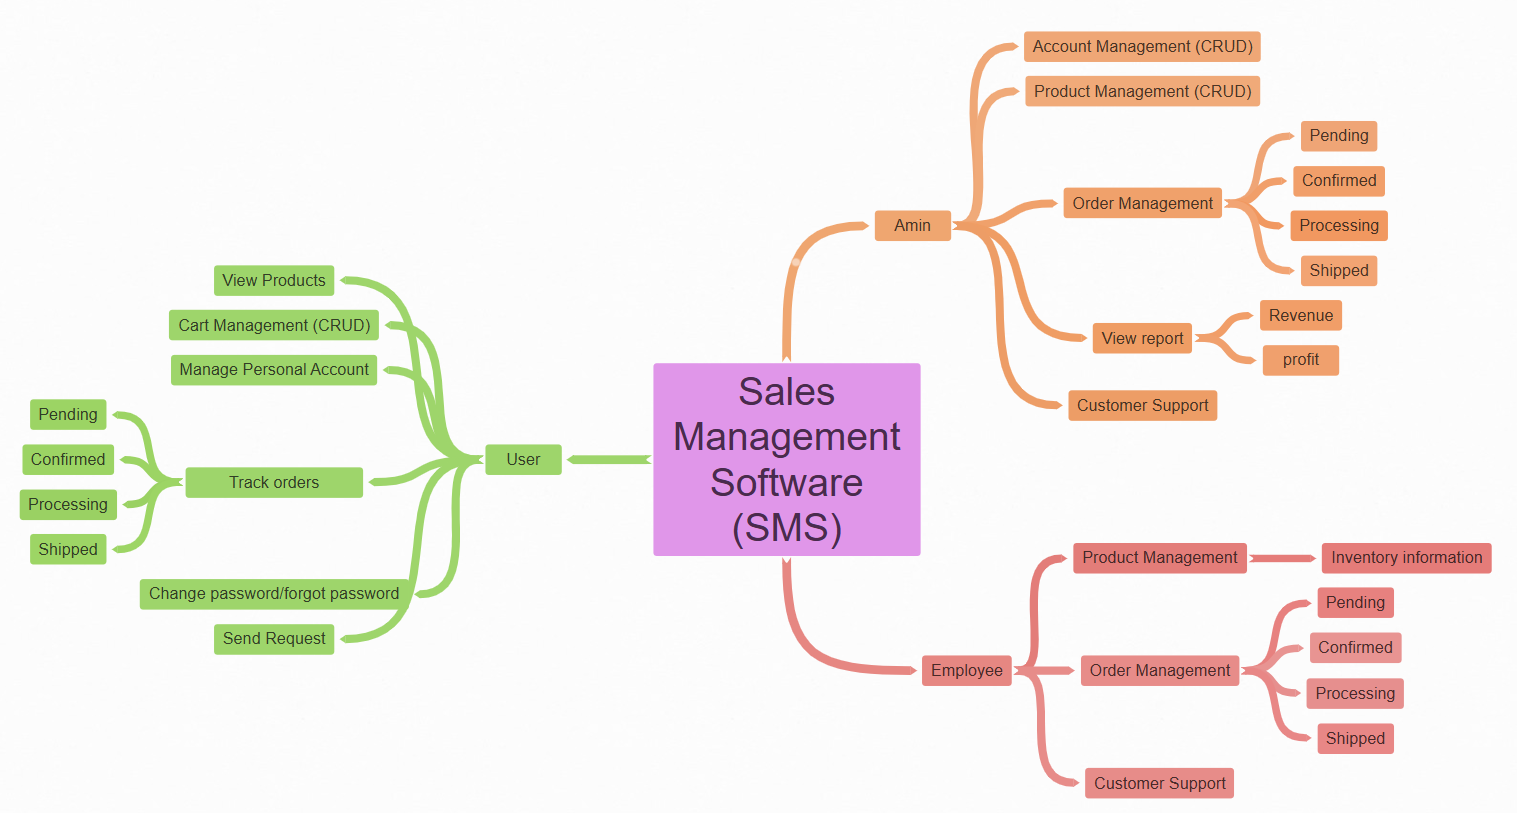 Sales
Management
Software
(SMS)
Amin
Account Management (CRUD)
Product Management (CRUD)
Order Management
Pending
Confirmed
Processing
Shipped
View report
Revenue
profit
Customer Support
User
View Products
Cart Management (CRUD)
Manage Personal Account
Track orders
Pending
Confirmed
Processing
Shipped
Change password/forgot password
Send Request
Employee
Product Management
Inventory information
Order Management
Pending
Confirmed
Processing
Shipped
Customer Support